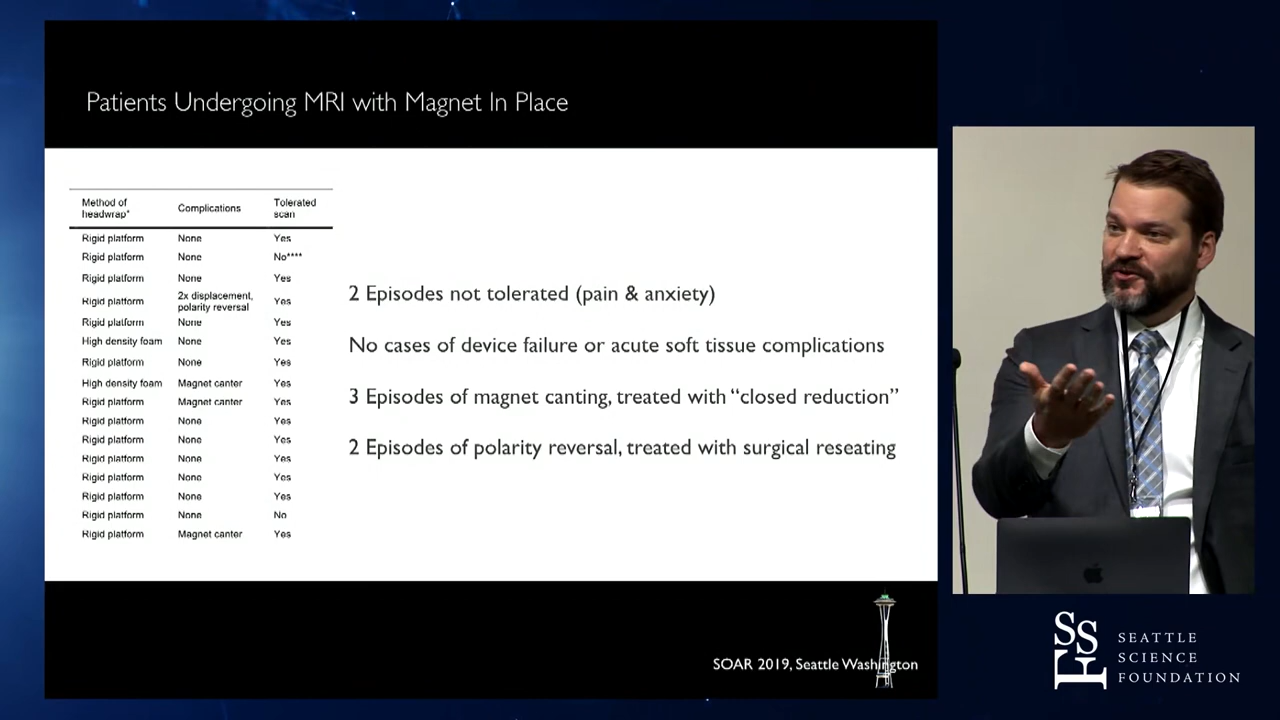 Patients Undergoing MRI with Magnet In Place
Method of headwrap* Complications Tolerated scan
Rigid platform None Yes
Rigid platform None No****
Rigid platform None Yes
Rigid platform 2x displacement, polarity reversal Yes
Rigid platform None Yes
High density foam None Yes
Rigid platform None Yes
High density foam Magnet canter Yes
Rigid platform Magnet canter Yes
Rigid platform None Yes
Rigid platform None Yes
Rigid platform None Yes
Rigid platform None Yes
Rigid platform None Yes
Rigid platform None No
Rigid platform Magnet canter Yes
2 Episodes not tolerated (pain & anxiety)
No cases of device failure or acute soft tissue complications
3 Episodes of magnet canting, treated with “closed reduction”
2 Episodes of polarity reversal, treated with surgical reseating
SOAR 2019, Seattle Washington
SSF
SEATTLE
SCIENCE
FOUNDATION